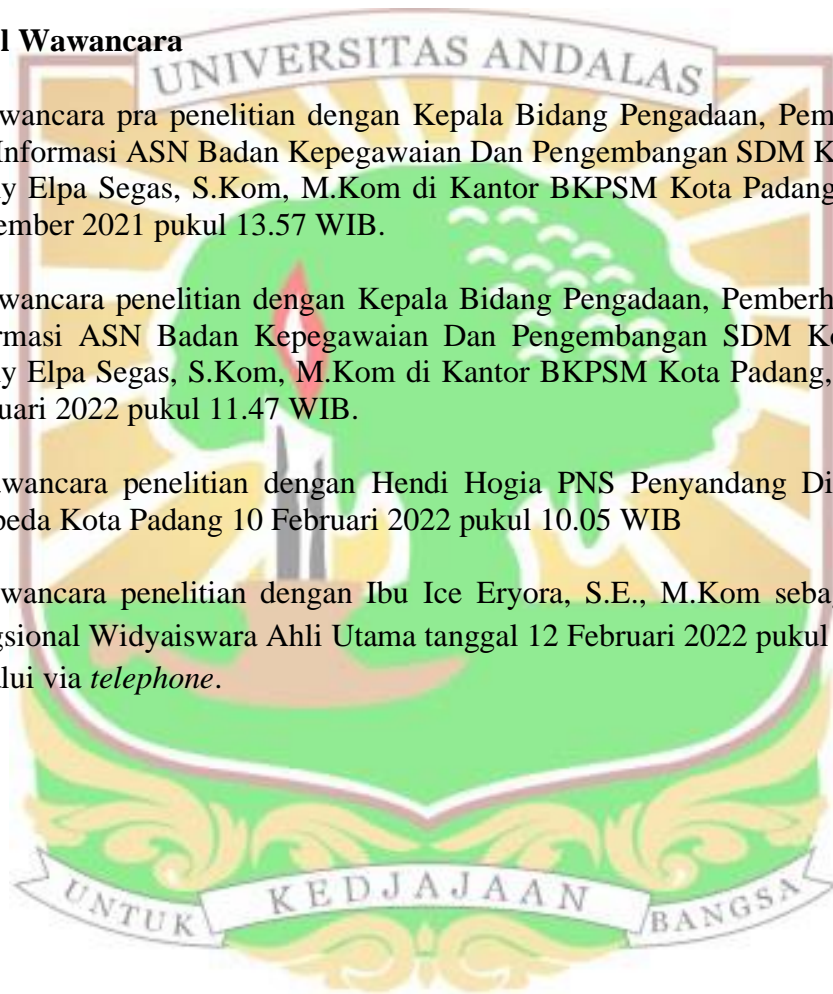 l Wawancara
UNIVERSITAS ANDALAS
wancara pra penelitian dengan Kepala Bidang Pengadaan, Pem
Informasi ASN Badan Kepegawaian Dan Pengembangan SDM K
y Elpa Segas, S.Kom, M.Kom di Kantor BKPSM Kota Padang
ember 2021 pukul 13.57 WIB.
wancara penelitian dengan Kepala Bidang Pengadaan, Pemberh
rmasi ASN Badan Kepegawaian Dan Pengembangan SDM K
y Elpa Segas, S.Kom, M.Kom di Kantor BKPSM Kota Padang,
uari 2022 pukul 11.47 WIB.
wancara penelitian dengan Hendi Hogia PNS Penyandang Di
peda Kota Padang 10 Februari 2022 pukul 10.05 WIB
wancara penelitian dengan Ibu Ice Eryora, S.E., M.Kom seba
gsional Widyaiswara Ahli Utama tanggal 12 Februari 2022 pukul
lui via telephone.
UNTUK KEDJAJAAN BANGSA